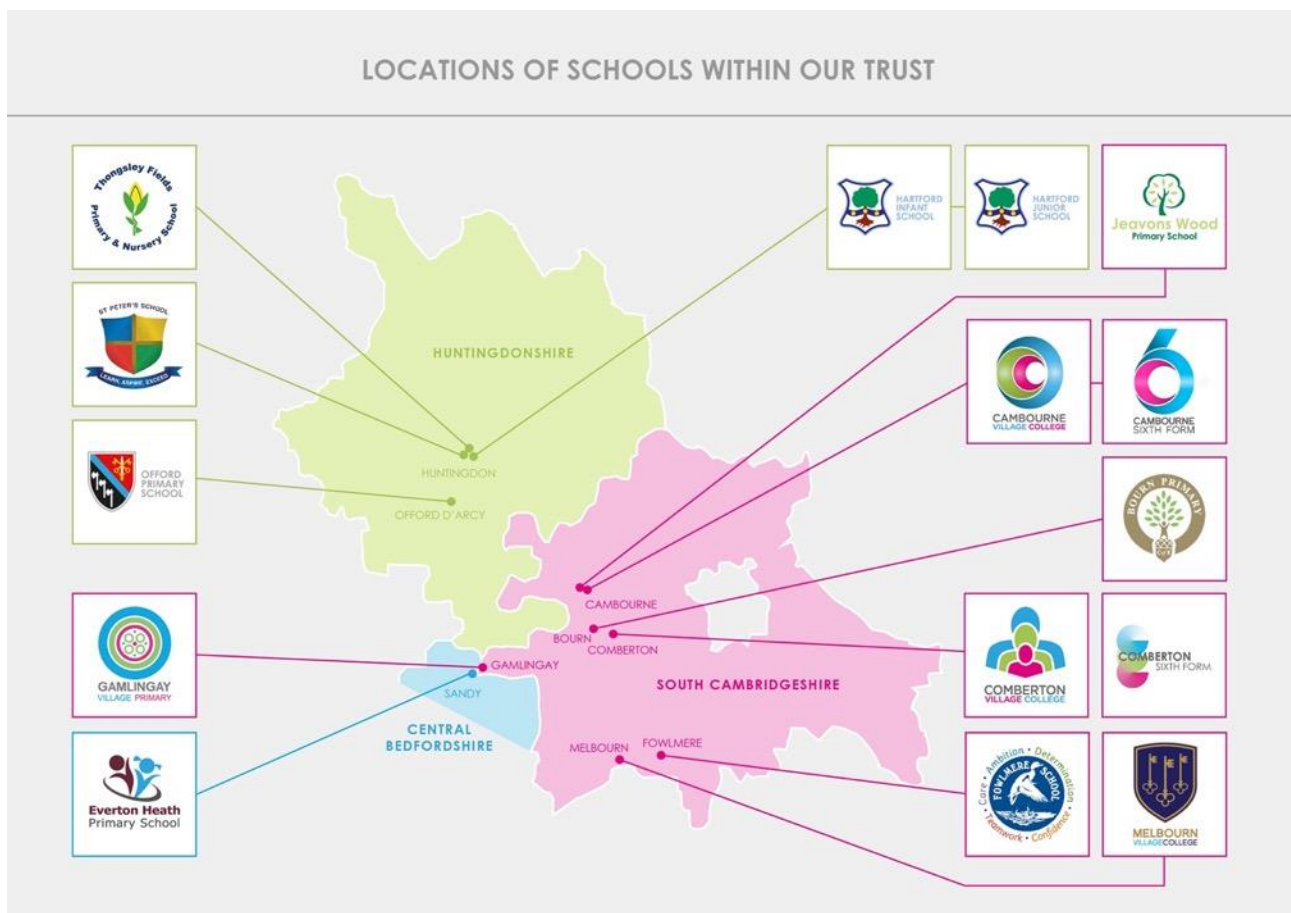 LOCATIONS OF SCHOOLS WITHIN OUR TRUST
Thongsley Fields
Primary & Nursery School
ST PETER'S SCHOOL
LEARN, ASPIRE, EXCEED
OFFORD
PRIMARY
SCHOOL
GAMLINGAY
VILLAGE PRIMARY
Everton Heath
Primary School
HUNTINGDONSHIRE
HUNTINGDON
OFFORD D'ARCY
CAMBOURNE
BOURN
COMBERTON
GAMLINGAY
SANDY
SOUTH CAMBRIDGESHIRE
CENTRAL
BEDFORDSHIRE
MELBOURN
FOWLMERE
HARTFORD
INFANT
SCHOOL
HARTFORD
JUNIOR
SCHOOL
Jeavons Wood
Primary School
CAMBOURNE
VILLAGE COLLEGE
CAMBOURNE
SIXTH FORM
BOURN PRIMARY
CofE
COMBERTON
VILLAGE COLLEGE
COMBERTON
SIXTH FORM
Care • Ambition • Determination
FOWLMERE SCHOOL
Teamwork • Confidence
MELBOURN
VILLAGE COLLEGE